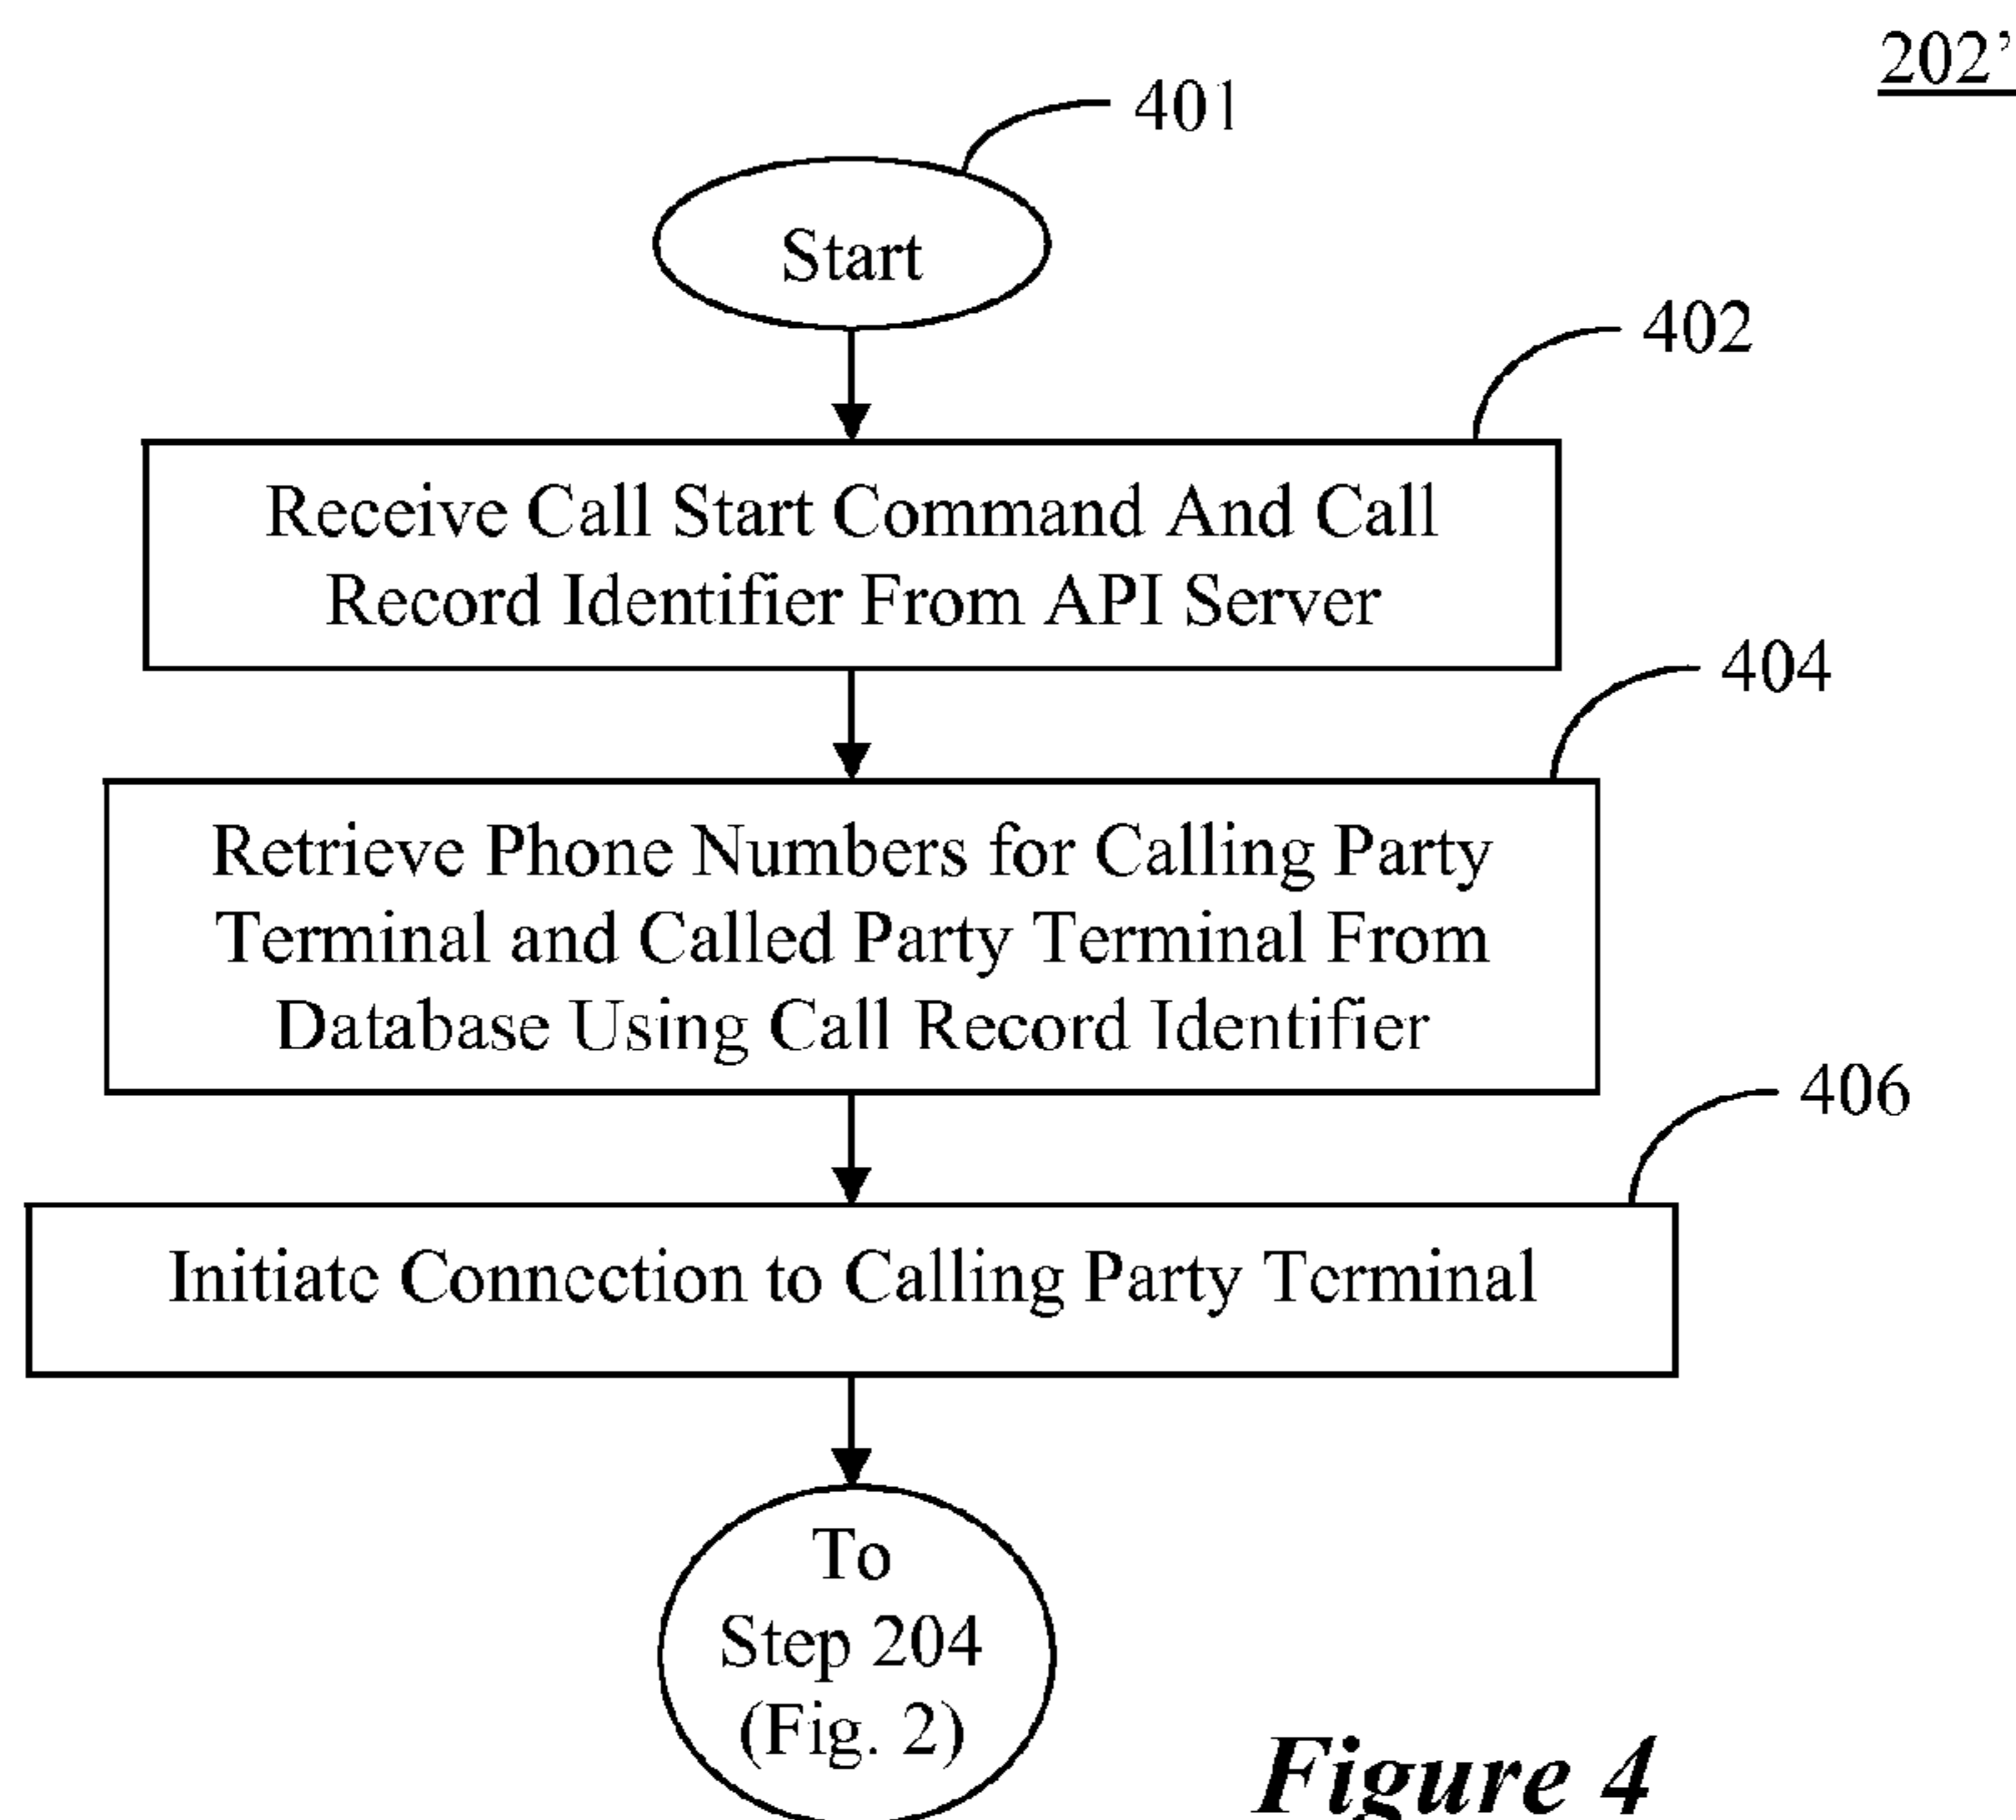 202'
401
Start
402
Receive Call Start Command And Call
Record Identifier From API Server
404
Retrieve Phone Numbers for Calling Party
Terminal and Called Party Terminal From
Database Using Call Record Identifier
406
Initiate Connection to Calling Party Terminal
To
Step 204
(Fig. 2)
Figure 4